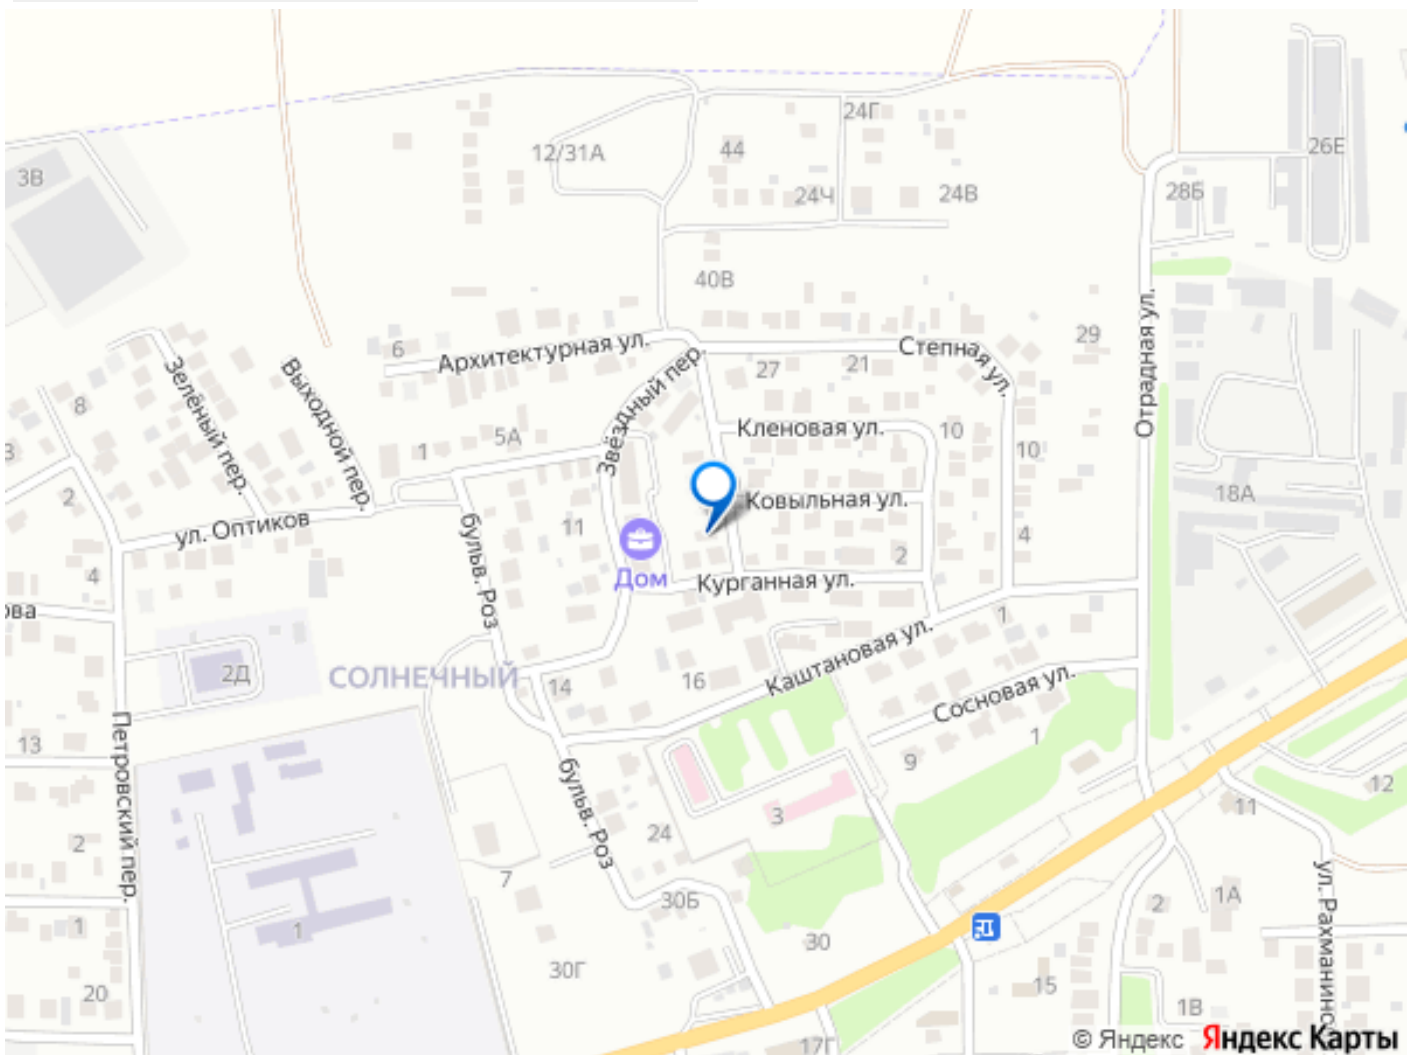 24Г
12/31А
44
26Е
3В
24Ч
24В
28Б
40В
6
Архитектурная ул.
Степная ул.
29
Отрадная ул.
Звёздный пер.
27
21
Зелёный пер.
Выходной пер.
8
3
5А
1
Кленовая ул.
10
10
2
18А
ул. Оптиков
11
Ковыльная ул.
4
Дом
2
4
Курганная ул.
бульв. Роз
ова
1
Каштановая ул.
2Д
СОЛНЕЧНЫЙ
14
16
Сосновая ул.
Петровский пер.
13
1
9
12
бульв. Роз
11
3
24
2
7
ул. Рахманинов
30Б
1А
2
1
1
30
30Г
15
20
1В
17Г
© Яндекс Яндекс Карты